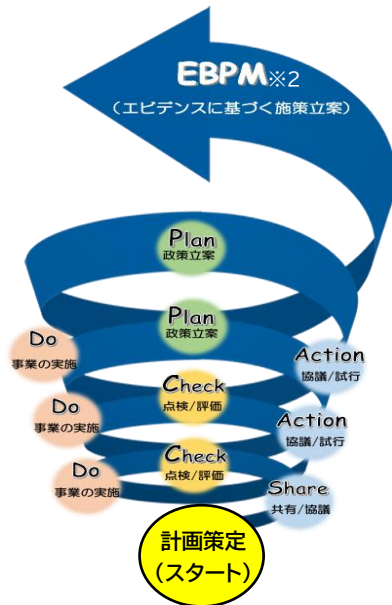 EBPM※2
(エビデンスに基づく施策立案)
Plan
政策立案
Plan
政策立案
Do
事業の実施
Action
協議/試行
Check
点検/評価
Do
事業の実施
Action
協議/試行
Check
点検/評価
Do
事業の実施
Share
共有/協議
計画策定
(スタート)